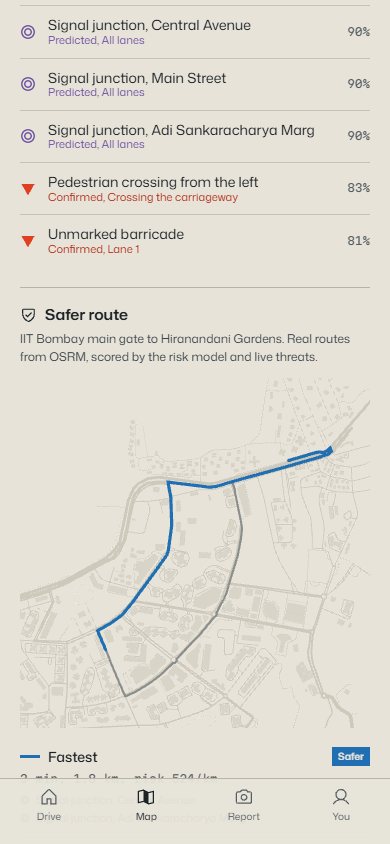 Signal junction, Central Avenue
90%
Predicted, All lanes
Signal junction, Main Street
90%
Predicted, All lanes
Signal junction, Adi Sankaracharya Marg
90%
Predicted, All lanes
Pedestrian crossing from the left
83%
Confirmed, Crossing the carriageway
Unmarked barricade
81%
Confirmed, Lane 1
Safer route
IIT Bombay main gate to Hiranandani Gardens. Real routes
from OSRM, scored by the risk model and live threats.
Fastest
Safer
Drive
Map
Report
You